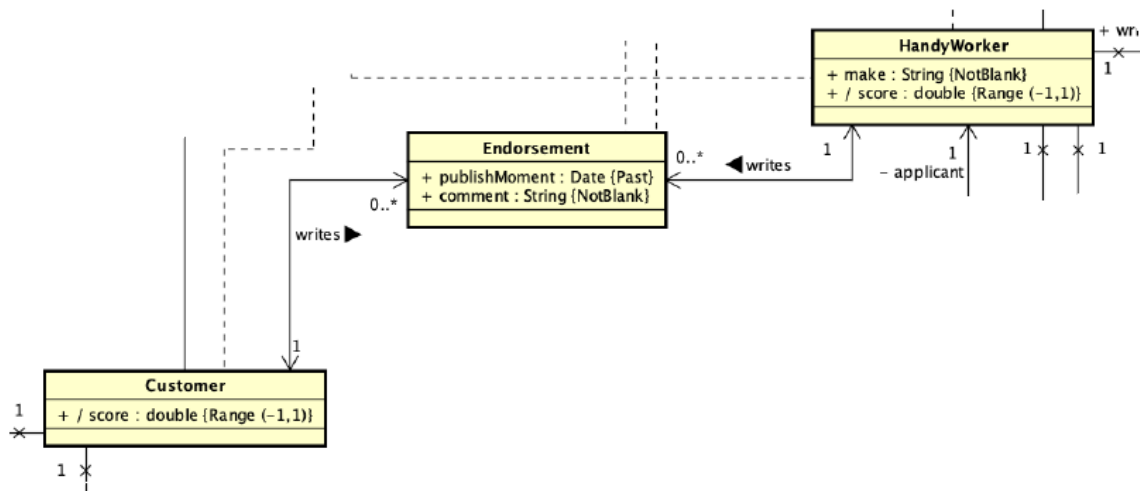 + wri
HandyWorker
1
+ make : String {NotBlank}
+ / score : double {Range (-1,1)}
Endorsement
+ publishMoment : Date {Past}
+ comment : String {NotBlank}
0..*
writes
1
1
1
1
- applicant
0..*
writes
1
Customer
+ / score : double {Range (-1,1)}
1
1